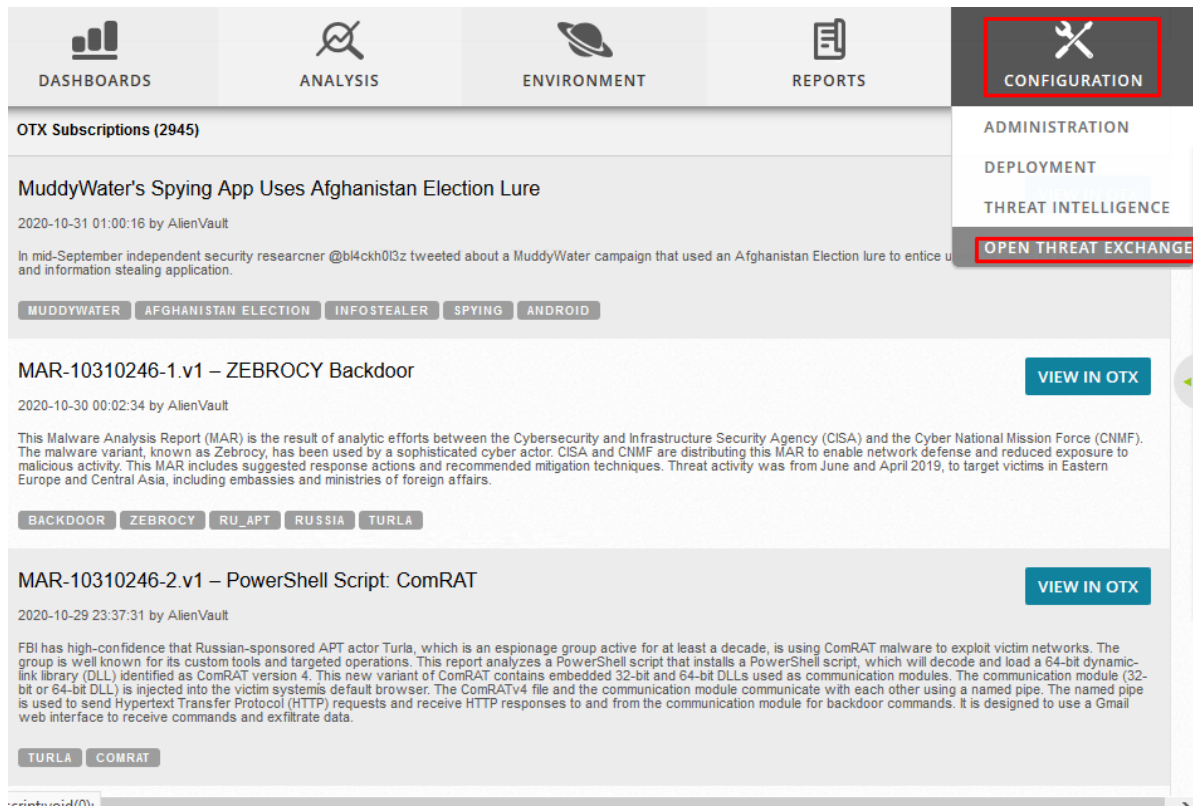 DASHBOARDS
ANALYSIS
ENVIRONMENT
REPORTS
CONFIGURATION
ADMINISTRATION
DEPLOYMENT
THREAT INTELLIGENCE
OPEN THREAT EXCHANGE
OTX Subscriptions (2945)
MuddyWater's Spying App Uses Afghanistan Election Lure
VIEW IN OTX
2020-10-31 01:00:16 by AlienVault
In mid-September independent security researcher @bl4ckh0l3z tweeted about a MuddyWater campaign that used an Afghanistan Election lure to entice u
and information stealing application.
MUDDYWATER AFGHANISTAN ELECTION INFOSTEALER SPYING ANDROID
MAR-10310246-1.v1 – ZEBROCY Backdoor
VIEW IN OTX
2020-10-30 00:02:34 by AlienVault
This Malware Analysis Report (MAR) is the result of analytic efforts between the Cybersecurity and Infrastructure Security Agency (CISA) and the Cyber National Mission Force (CNMF).
The malware variant, known as Zebrocy, has been used by a sophisticated cyber actor. CISA and CNMF are distributing this MAR to enable network defense and reduced exposure to
malicious activity. This MAR includes suggested response actions and recommended mitigation techniques. Threat activity was from June and April 2019, to target victims in Eastern
Europe and Central Asia, including embassies and ministries of foreign affairs.
BACKDOOR ZEBROCY RU_APT RUSSIA TURLA
MAR-10310246-2.v1 – PowerShell Script: ComRAT
VIEW IN OTX
2020-10-29 23:37:31 by AlienVault
FBI has high-confidence that Russian-sponsored APT actor Turla, which is an espionage group active for at least a decade, is using ComRAT malware to exploit victim networks. The
group is well known for its custom tools and targeted operations. This report analyzes a PowerShell script that installs a PowerShell script, which will decode and load a 64-bit dynamic-
link library (DLL) identified as ComRAT version 4. This new variant of ComRAT contains embedded 32-bit and 64-bit DLLs used as communication modules. The communication module (32-
bit or 64-bit DLL) is injected into the victim systemís default browser. The ComRATv4 file and the communication module communicate with each other using a named pipe. The named pipe
is used to send Hypertext Transfer Protocol (HTTP) requests and receive HTTP responses to and from the communication module for backdoor commands. It is designed to use a Gmail
web interface to receive commands and exfiltrate data.
TURLA COMRAT
script:void(0);